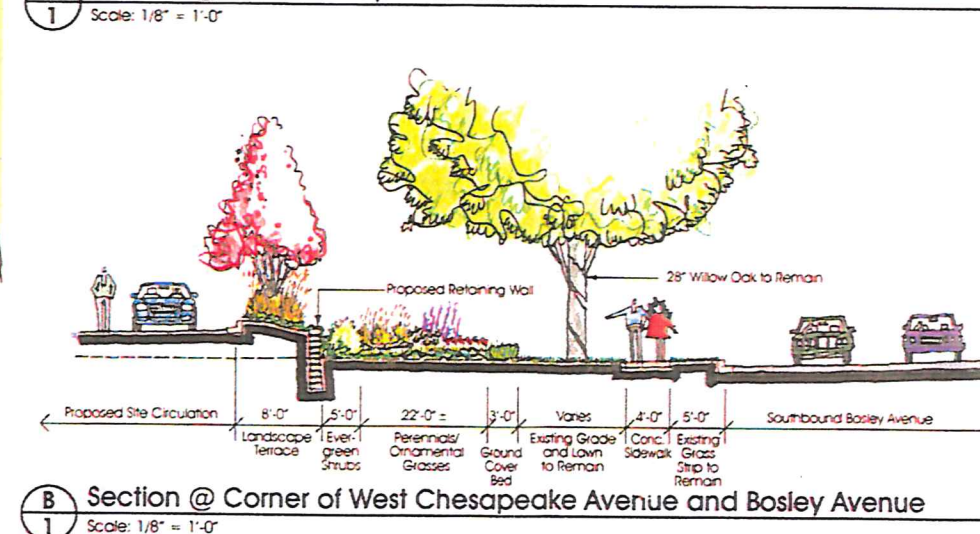 1
Scale: 1/8" = 1'-0"
28" Willow Oak to Remain
Proposed Retaining Wall
Proposed Site Circulation
8'-0"
5'-0"
22'-0" ±
3'-0"
Varies
4'-0"
5'-0"
Southbound Bosley Avenue
Landscape
Terrace
Ever-
green
Shrubs
Perennials/
Ornamental
Grasses
Ground
Cover
Bed
Existing Grade
and Lawn
to Remain
Conc.
Sidewalk
Existing
Grass
Strip to
Remain
B
1
Section @ Corner of West Chesapeake Avenue and Bosley Avenue
Scale: 1/8" = 1'-0"